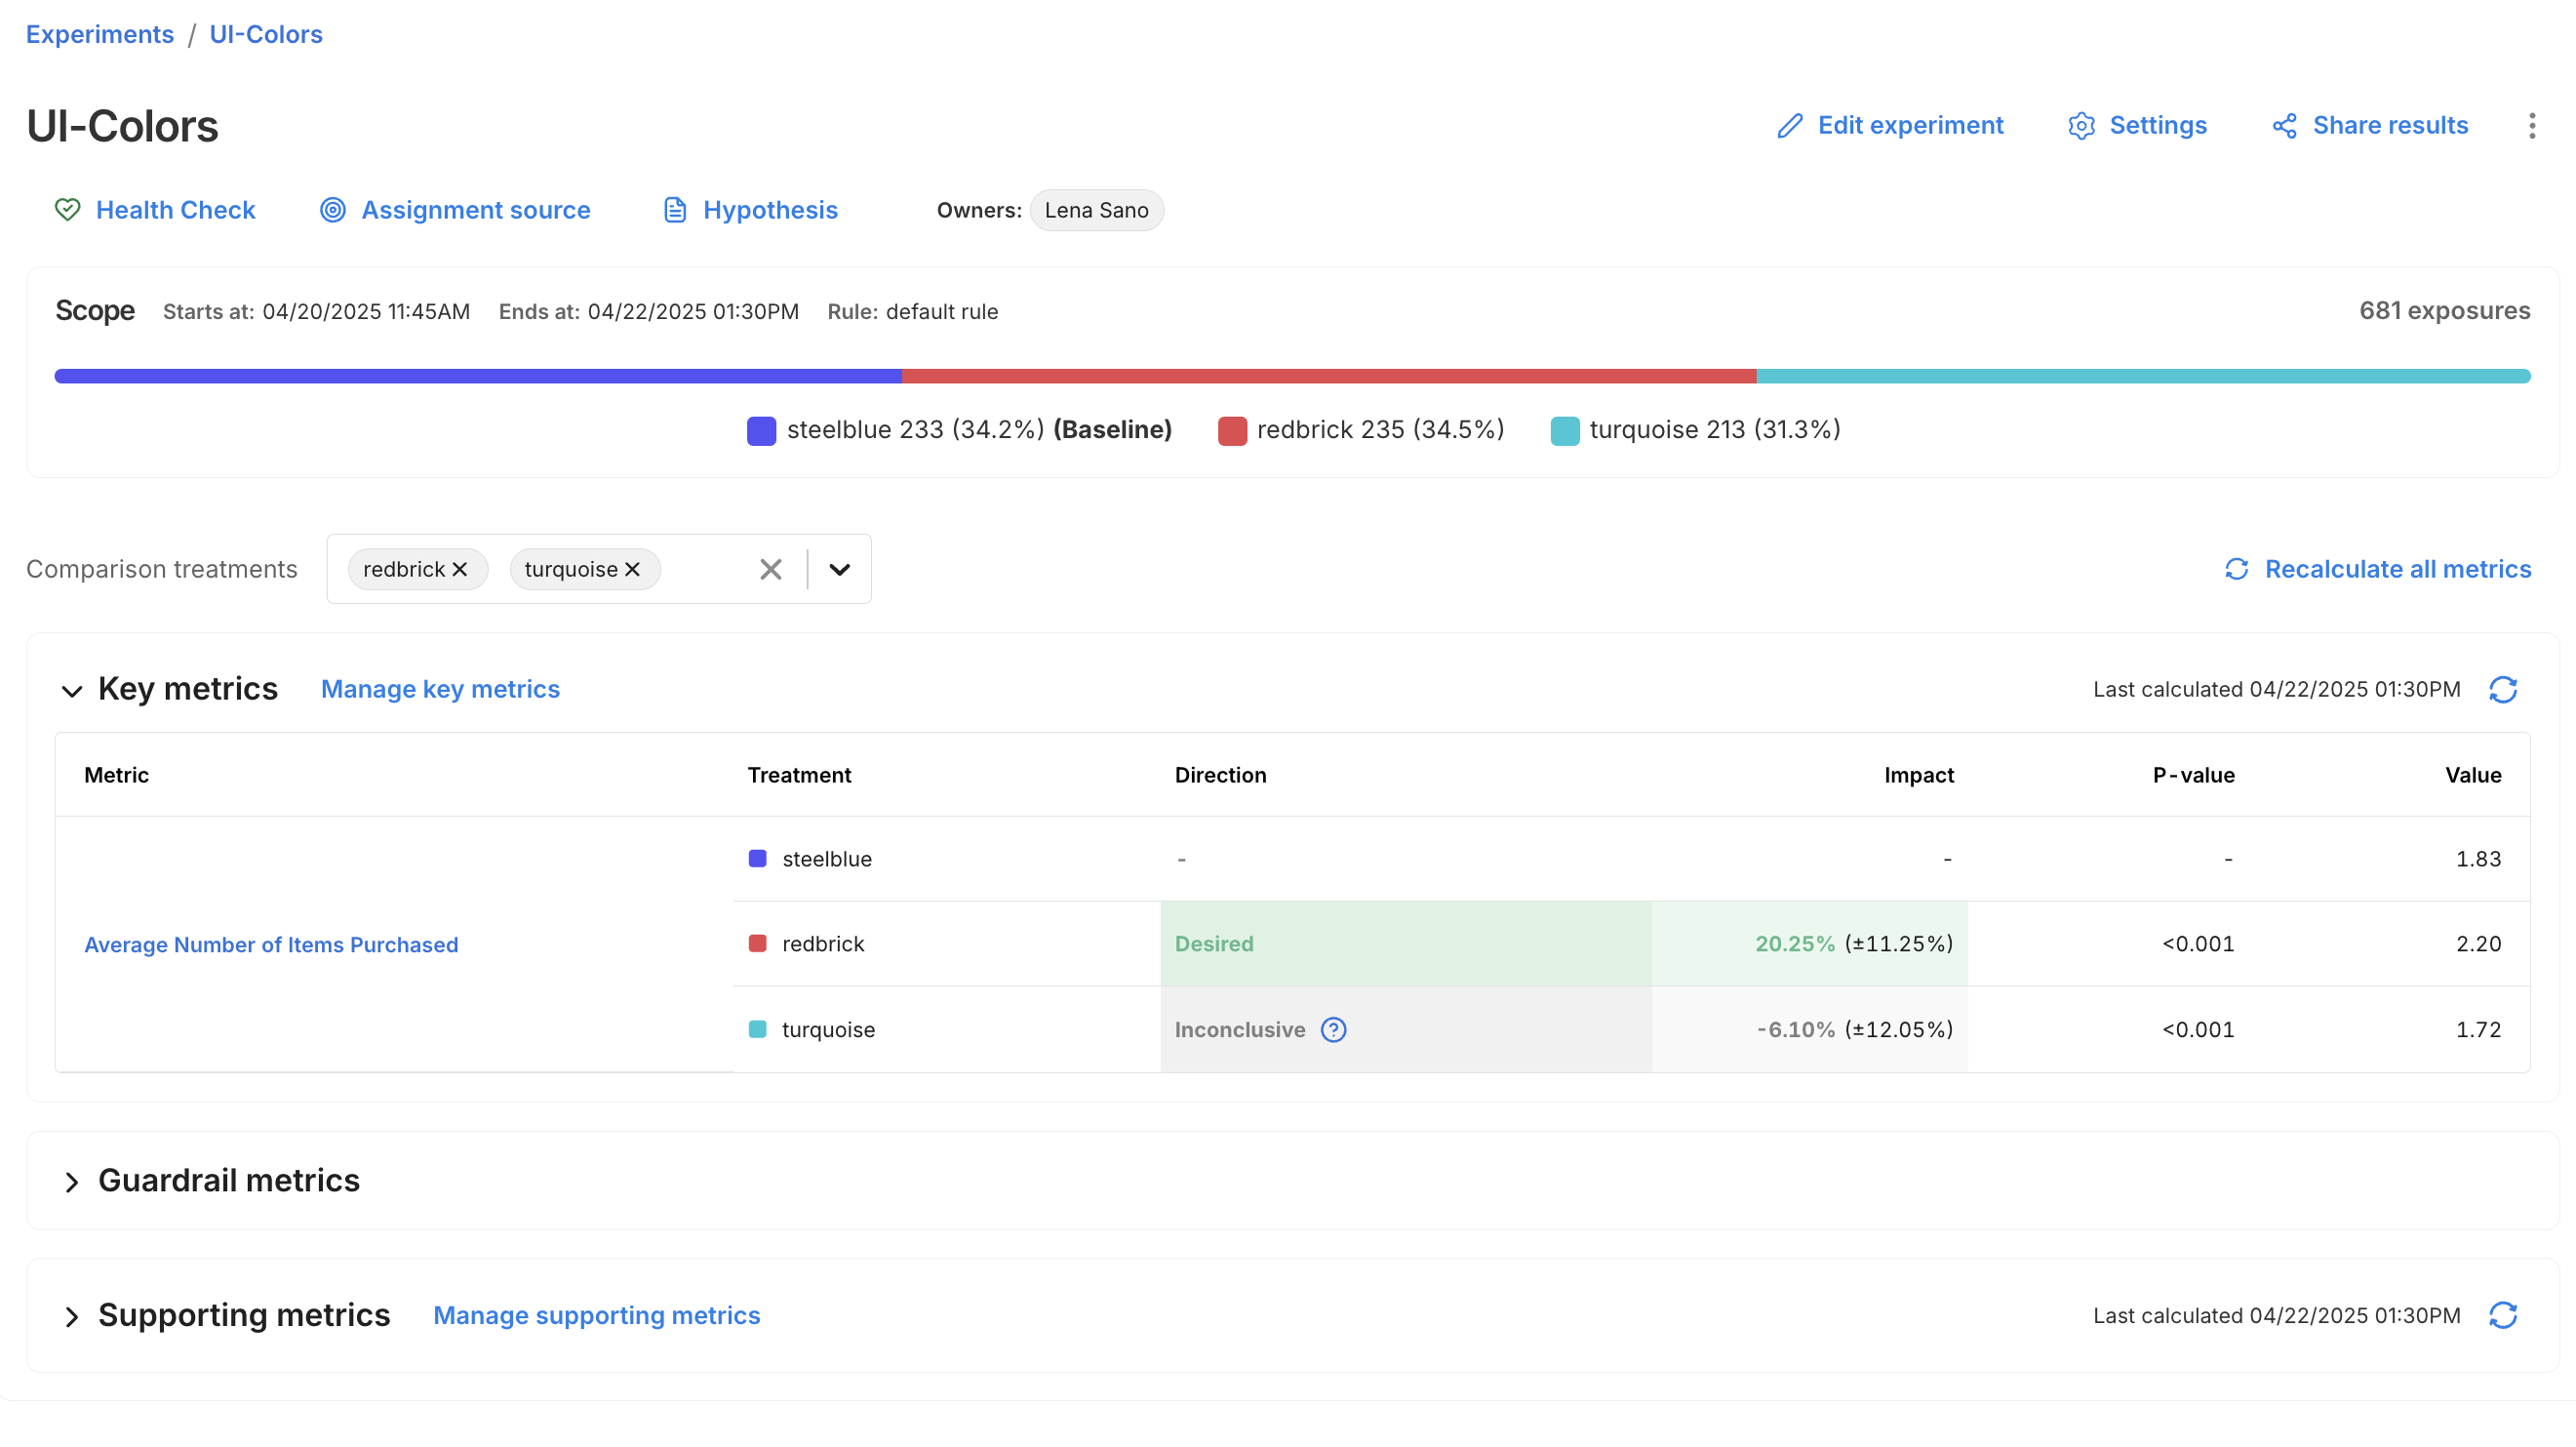 Experiments / UI-Colors
UI-Colors
Edit experiment
Settings
Share results
Health Check
Assignment source
Hypothesis
Owners: Lena Sano
Scope Starts at: 04/20/2025 11:45AM Ends at: 04/22/2025 01:30PM Rule: default rule
681 exposures
steelblue 233 (34.2%) (Baseline) redbrick 235 (34.5%) turquoise 213 (31.3%)
Comparison treatments redbrick turquoise
Recalculate all metrics
Key metrics Manage key metrics
Last calculated 04/22/2025 01:30PM
Metric Treatment Direction Impact P-value Value
steelblue - - - 1.83
Average Number of Items Purchased redbrick Desired 20.25% (±11.25%) <0.001 2.20
turquoise Inconclusive ? -6.10% (±12.05%) <0.001 1.72
Guardrail metrics
Supporting metrics Manage supporting metrics
Last calculated 04/22/2025 01:30PM